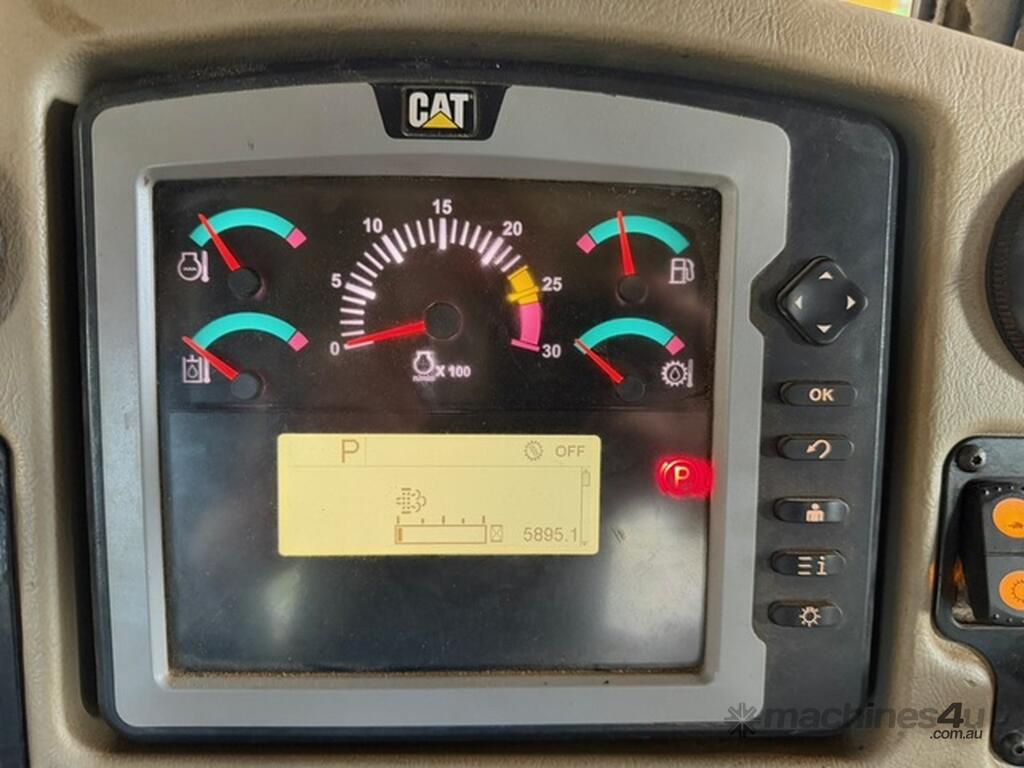 CAT
0 5 10 15 20 25 30
X 100
P OFF
5895.1
P
OK
i
machines4u
.com.au